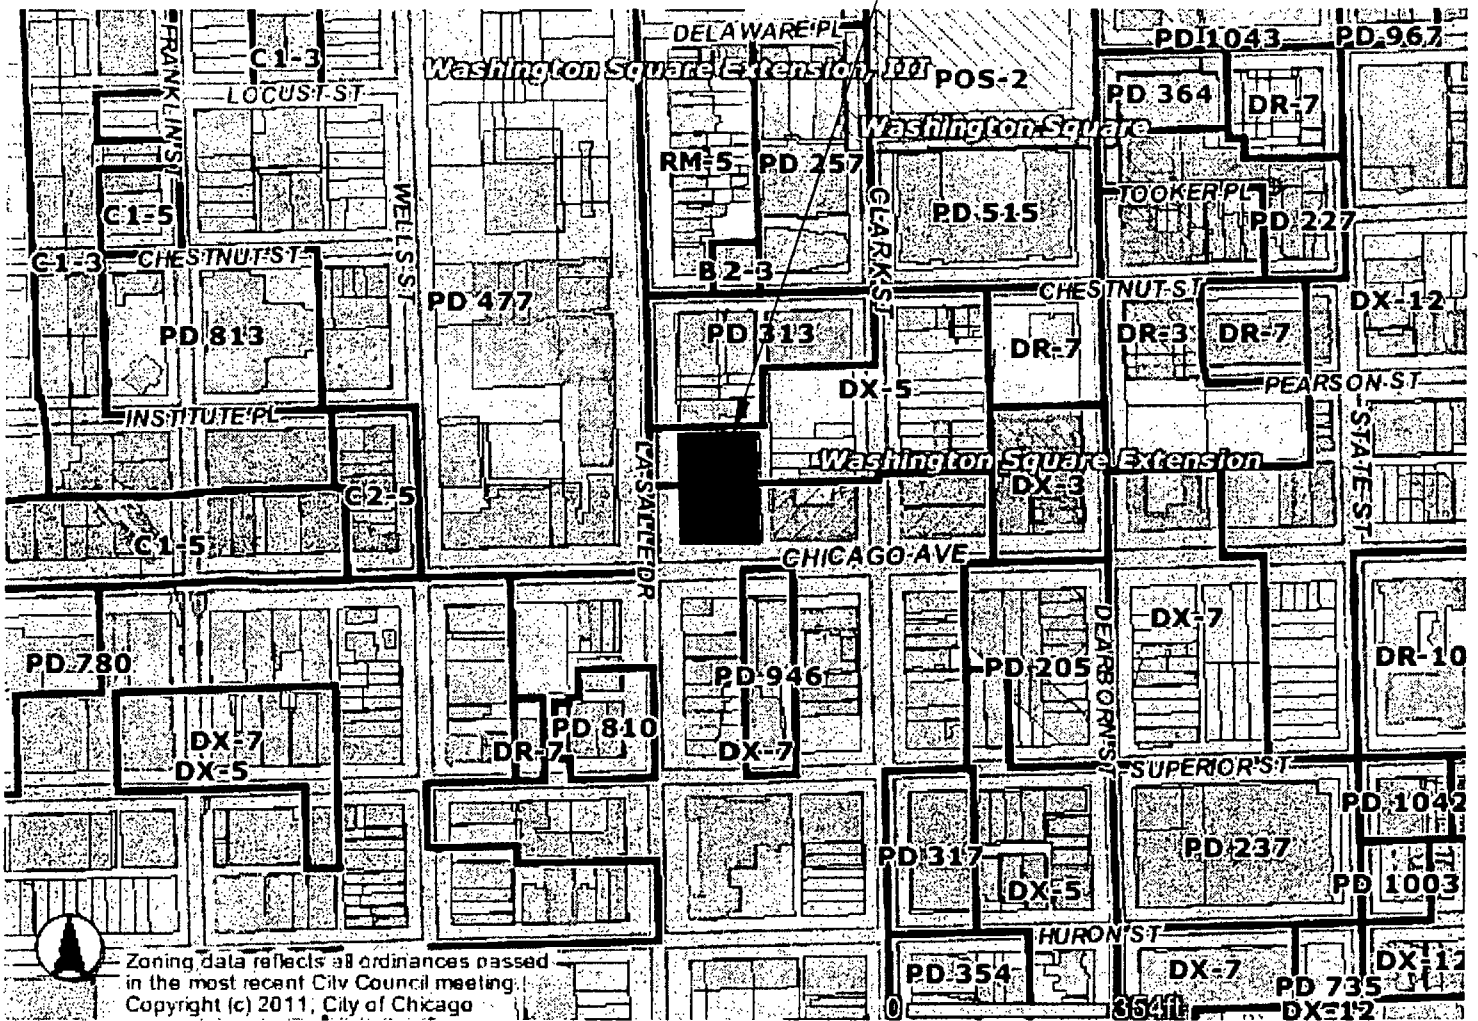 DELAWARE PL
PD 1043
PD 967
C1-3
FRANKLIN ST
Washington Square Extension, III
LOCUST ST
POS-2
PD 364
DR-7
Washington Square
RM-5
PD 257
WELLS ST
CLARK ST
TOOKER PL
C1-5
PD 515
PD 227
C1-3
CHESTNUT ST
B2-3
CHESTNUT ST
PD 477
DX-12
PD 813
PD 313
DR-7
DR-3
DR-7
DX-5
PEARSON ST
INSTITUTE PL
STATE ST
LASALLE DR
Washington Square Extension
DX-3
C2-5
C1-5
CHICAGO AVE
DEARBORN ST
DX-7
PD 780
PD 946
PD 205
DR-10
PD 810
DX-7
DR-7
DX-7
DX-5
SUPERIOR ST
PD 1042
PD 317
PD 237
DX-5
PD 1003
HURON ST
PD 354
DX-7
DX-12
PD 735
DX-12
Zoning data reflects all ordinances passed
in the most recent City Council meeting.
Copyright (c) 2011, City of Chicago
0
354ft